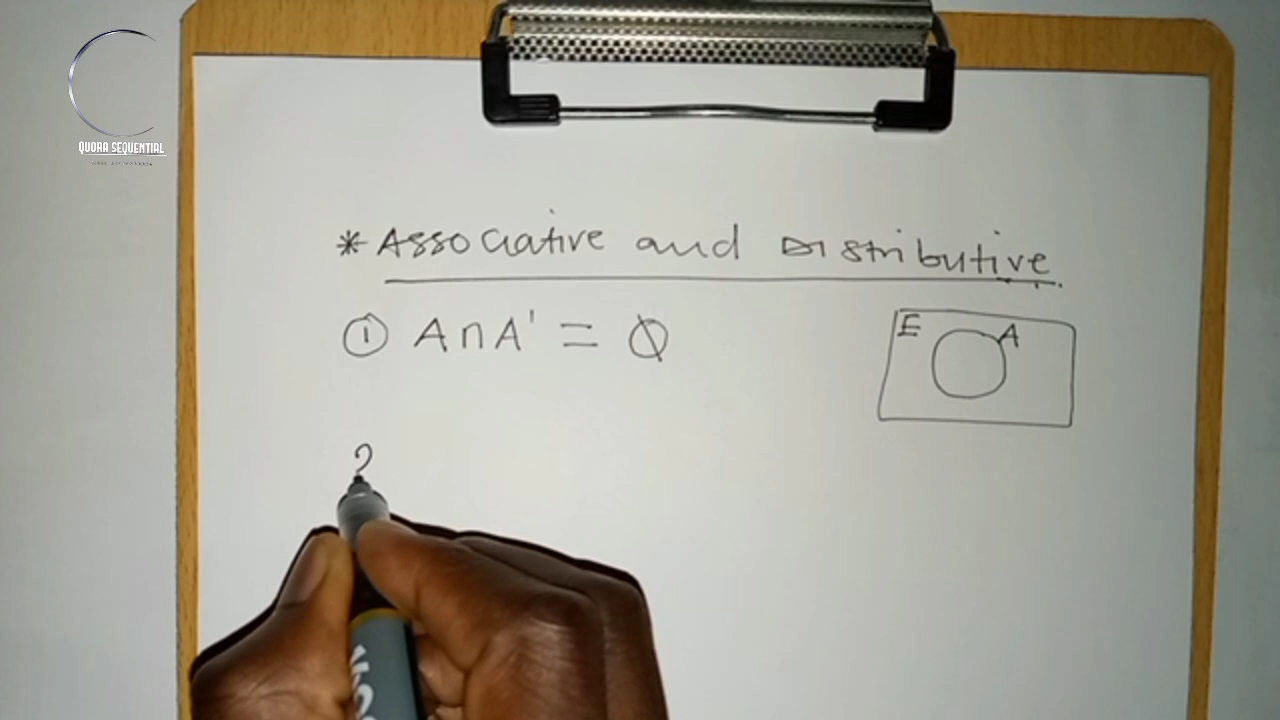 QUORA SEQUENTIAL
* Associative and Distributive
① A∩A' = ∅
E A
2